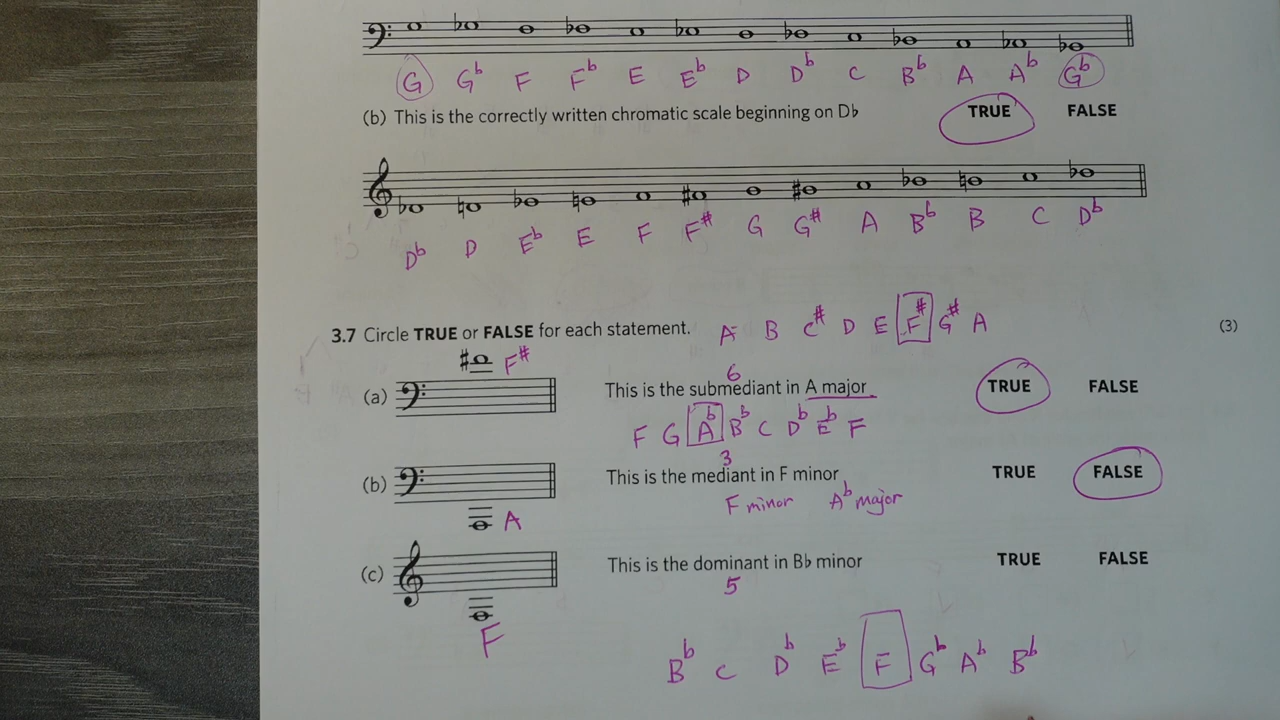 G G♭ F F♭ E E♭ D D♭ C B♭ A A♭ G♭
(b) This is the correctly written chromatic scale beginning on D♭ TRUE FALSE
D♭ D E♭ E F F# G G# A B♭ B C D♭
A B C# D E F# G# A
3.7 Circle TRUE or FALSE for each statement. (3)
F#
6
(a) This is the submediant in A major TRUE FALSE
F G A♭ B♭ C D♭ E♭ F
3
(b) This is the mediant in F minor TRUE FALSE
F minor A♭ major
A
(c) This is the dominant in B♭ minor TRUE FALSE
5
F
B♭ C D♭ E♭ F G♭ A♭ B♭